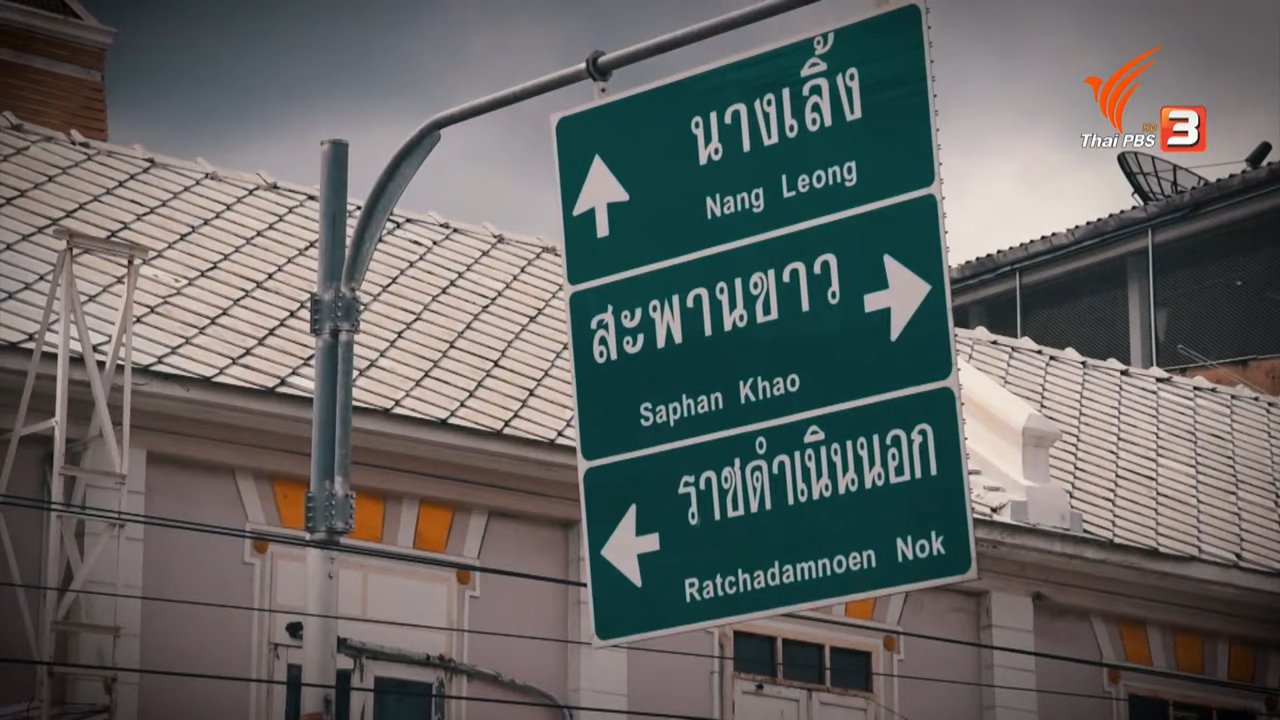 นางเลิ้ง
Nang Leong
สะพานขาว
Saphan Khao
ราชดำเนินนอก
Ratchadamnoen Nok
Thai PBS HD 3